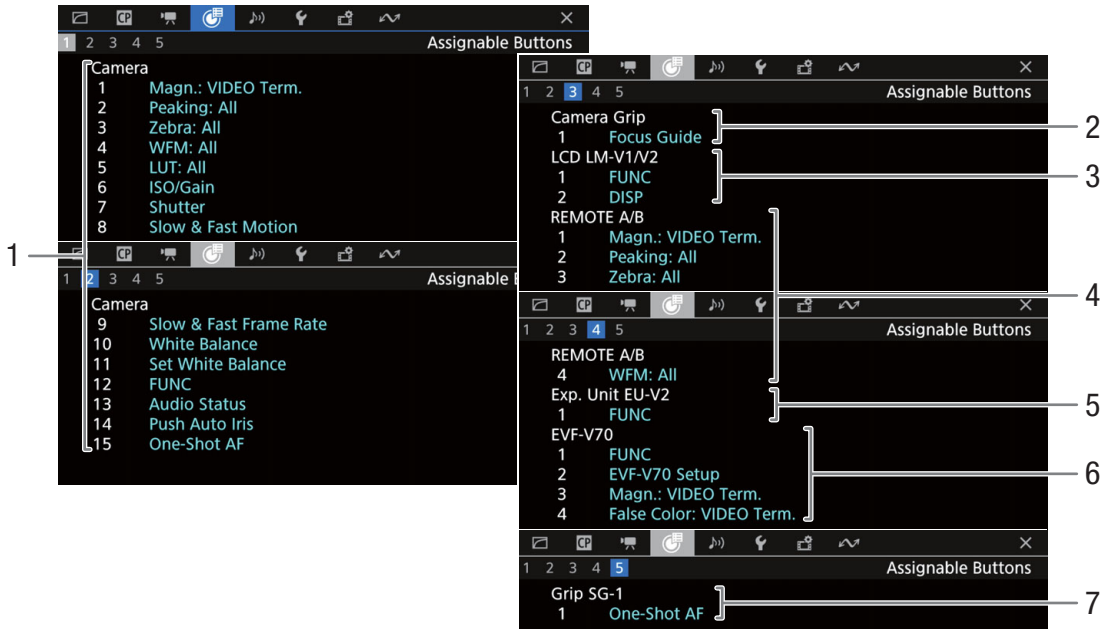 CP
1 2 3 4 5 Assignable Buttons
Camera
1 Magn.: VIDEO Term.
2 Peaking: All
3 Zebra: All
4 WFM: All
5 LUT: All
6 ISO/Gain
7 Shutter
8 Slow & Fast Motion
1
CP
1 2 3 4 5 Assignable
Camera
9 Slow & Fast Frame Rate
10 White Balance
11 Set White Balance
12 FUNC
13 Audio Status
14 Push Auto Iris
15 One-Shot AF
CP
1 2 3 4 5 Assignable Buttons
Camera Grip
1 Focus Guide
2
LCD LM-V1/V2
1 FUNC
2 DISP
3
REMOTE A/B
1 Magn.: VIDEO Term.
2 Peaking: All
3 Zebra: All
4
CP
1 2 3 4 5 Assignable Buttons
REMOTE A/B
4 WFM: All
Exp. Unit EU-V2
1 FUNC
5
EVF-V70
1 FUNC
2 EVF-V70 Setup
3 Magn.: VIDEO Term.
4 False Color: VIDEO Term.
6
CP
1 2 3 4 5 Assignable Buttons
Grip SG-1
1 One-Shot AF
7